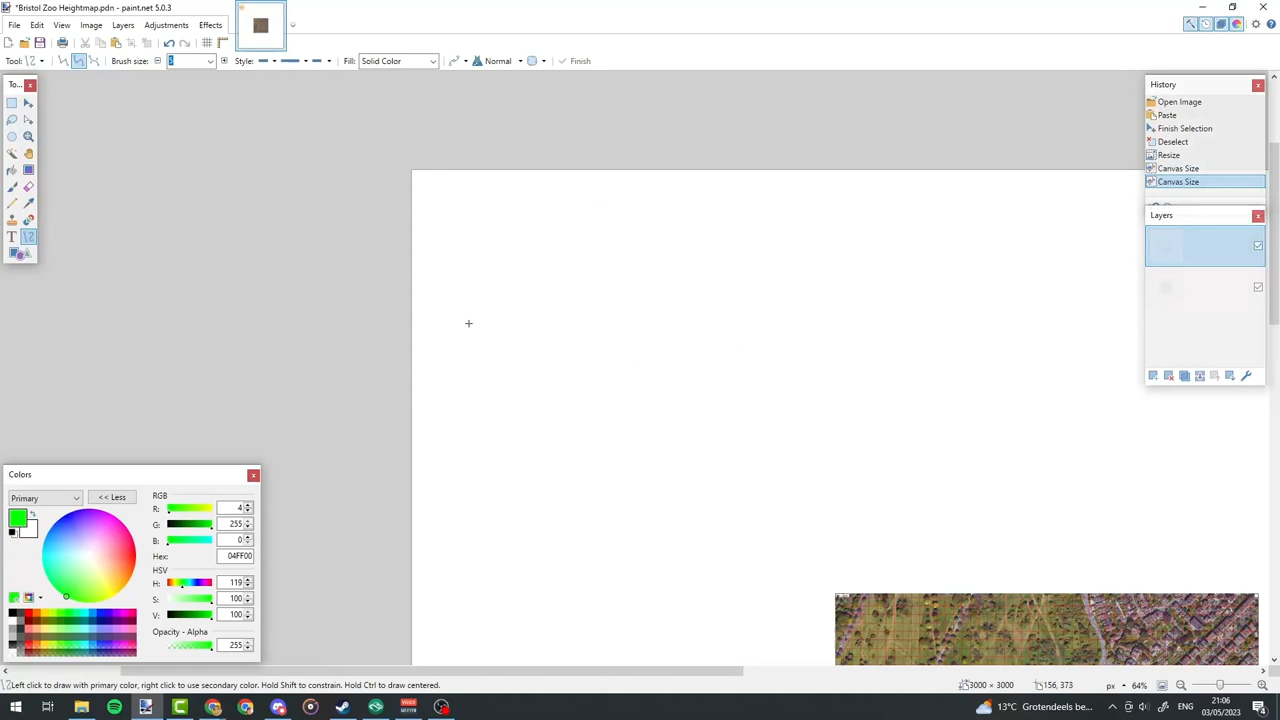 *Bristol Zoo Heightmap.pdn - paint.net 5.0.3
File Edit View Image Layers Adjustments Effects
Tool: Brush size: 5 Style: Fill: Solid Color Normal Finish
To...
History
Open Image
Paste
Finish Selection
Deselect
Resize
Canvas Size
Canvas Size
Layers
Colors
Primary << Less
RGB
R: 4
G: 255
B: 0
Hex: 04FF00
HSV
H: 119
S: 100
V: 100
Opacity - Alpha
255
Left click to draw with primary color, right click to use secondary color. Hold Shift to constrain. Hold Ctrl to draw centered. 3000 × 3000 156, 373 px 64%
13°C Grotendeels be... ENG 21:06
03/05/2023